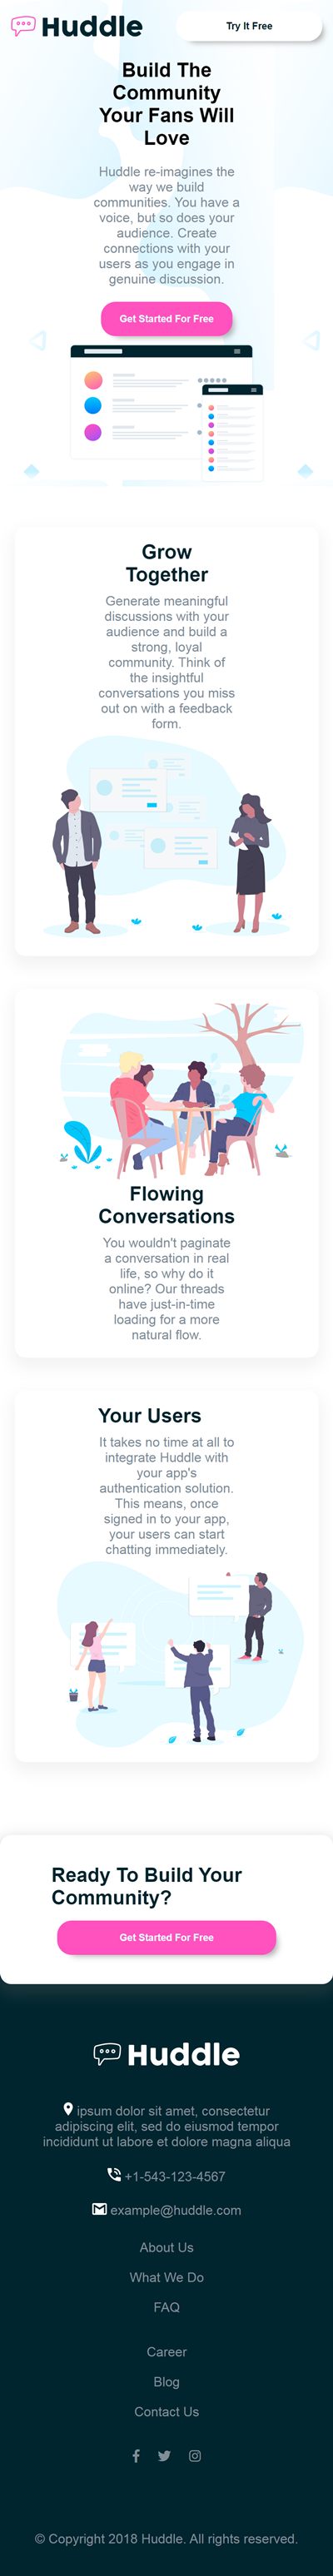 Huddle
Try It Free
Build The
Community
Your Fans Will
Love
Huddle re-imagines the
way we build
communities. You have a
voice, but so does your
audience. Create
connections with your
users as you engage in
genuine discussion.
Get Started For Free
Grow
Together
Generate meaningful
discussions with your
audience and build a
strong, loyal
community. Think of
the insightful
conversations you miss
out on with a feedback
form.
Flowing
Conversations
You wouldn't paginate
a conversation in real
life, so why do it
online? Our threads
have just-in-time
loading for a more
natural flow.
Your Users
It takes no time at all to
integrate Huddle with
your app's
authentication solution.
This means, once
signed in to your app,
your users can start
chatting immediately.
Ready To Build Your
Community?
Get Started For Free
Huddle
ipsum dolor sit amet, consectetur
adipiscing elit, sed do eiusmod tempor
incididunt ut labore et dolore magna aliqua
+1-543-123-4567
example@huddle.com
About Us
What We Do
FAQ
Career
Blog
Contact Us
© Copyright 2018 Huddle. All rights reserved.